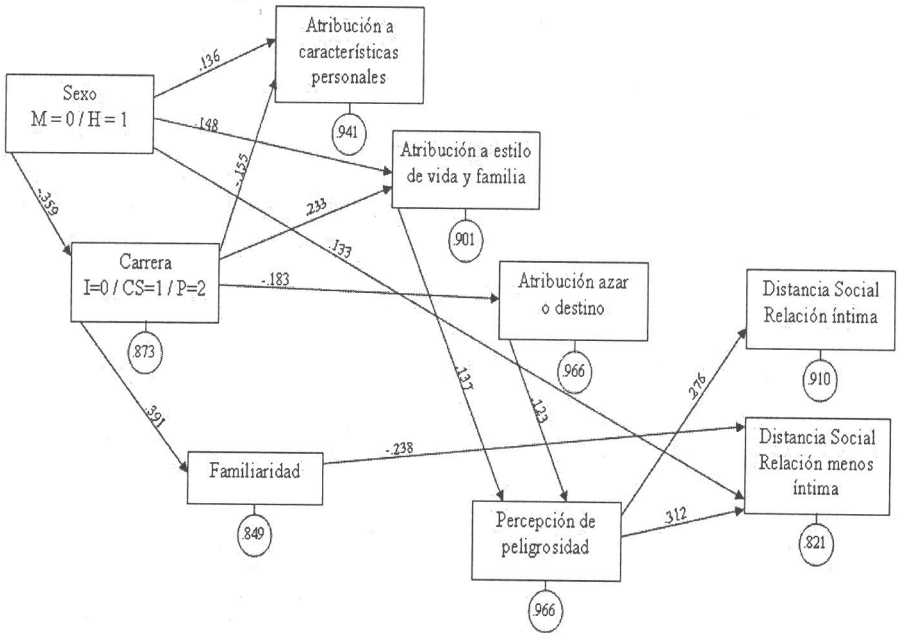 Atribución a
características
personales
.136
Sexo
M = 0 / H = 1
.941
.148
Atribución a estilo
de vida y familia
-.155
-.359
.233
.901
.133
Carrera
I=0 / CS=1 / P=2
-.183
Atribución azar
o destino
Distancia Social
Relación íntima
.873
.966
.910
.276
.123
.391
Distancia Social
Relación menos
íntima
-.238
Familiaridad
.312
Percepción de
peligrosidad
.849
.821
.966